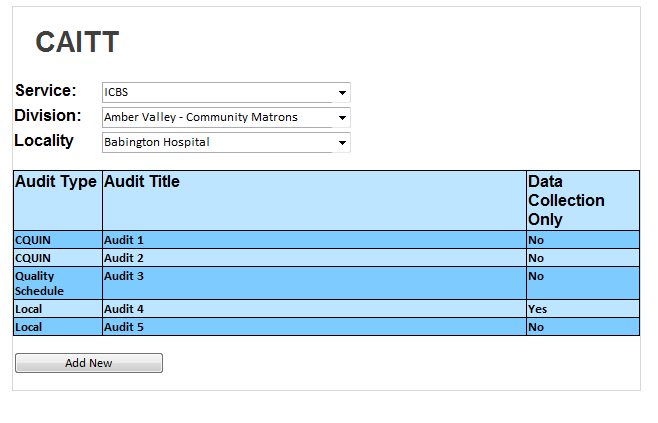 CAITT
Service: ICBS
Division: Amber Valley - Community Matrons
Locality Babington Hospital
Audit Type Audit Title Data
Collection
Only
CQUIN Audit 1 No
CQUIN Audit 2 No
Quality Audit 3 No
Schedule
Local Audit 4 Yes
Local Audit 5 No
Add New